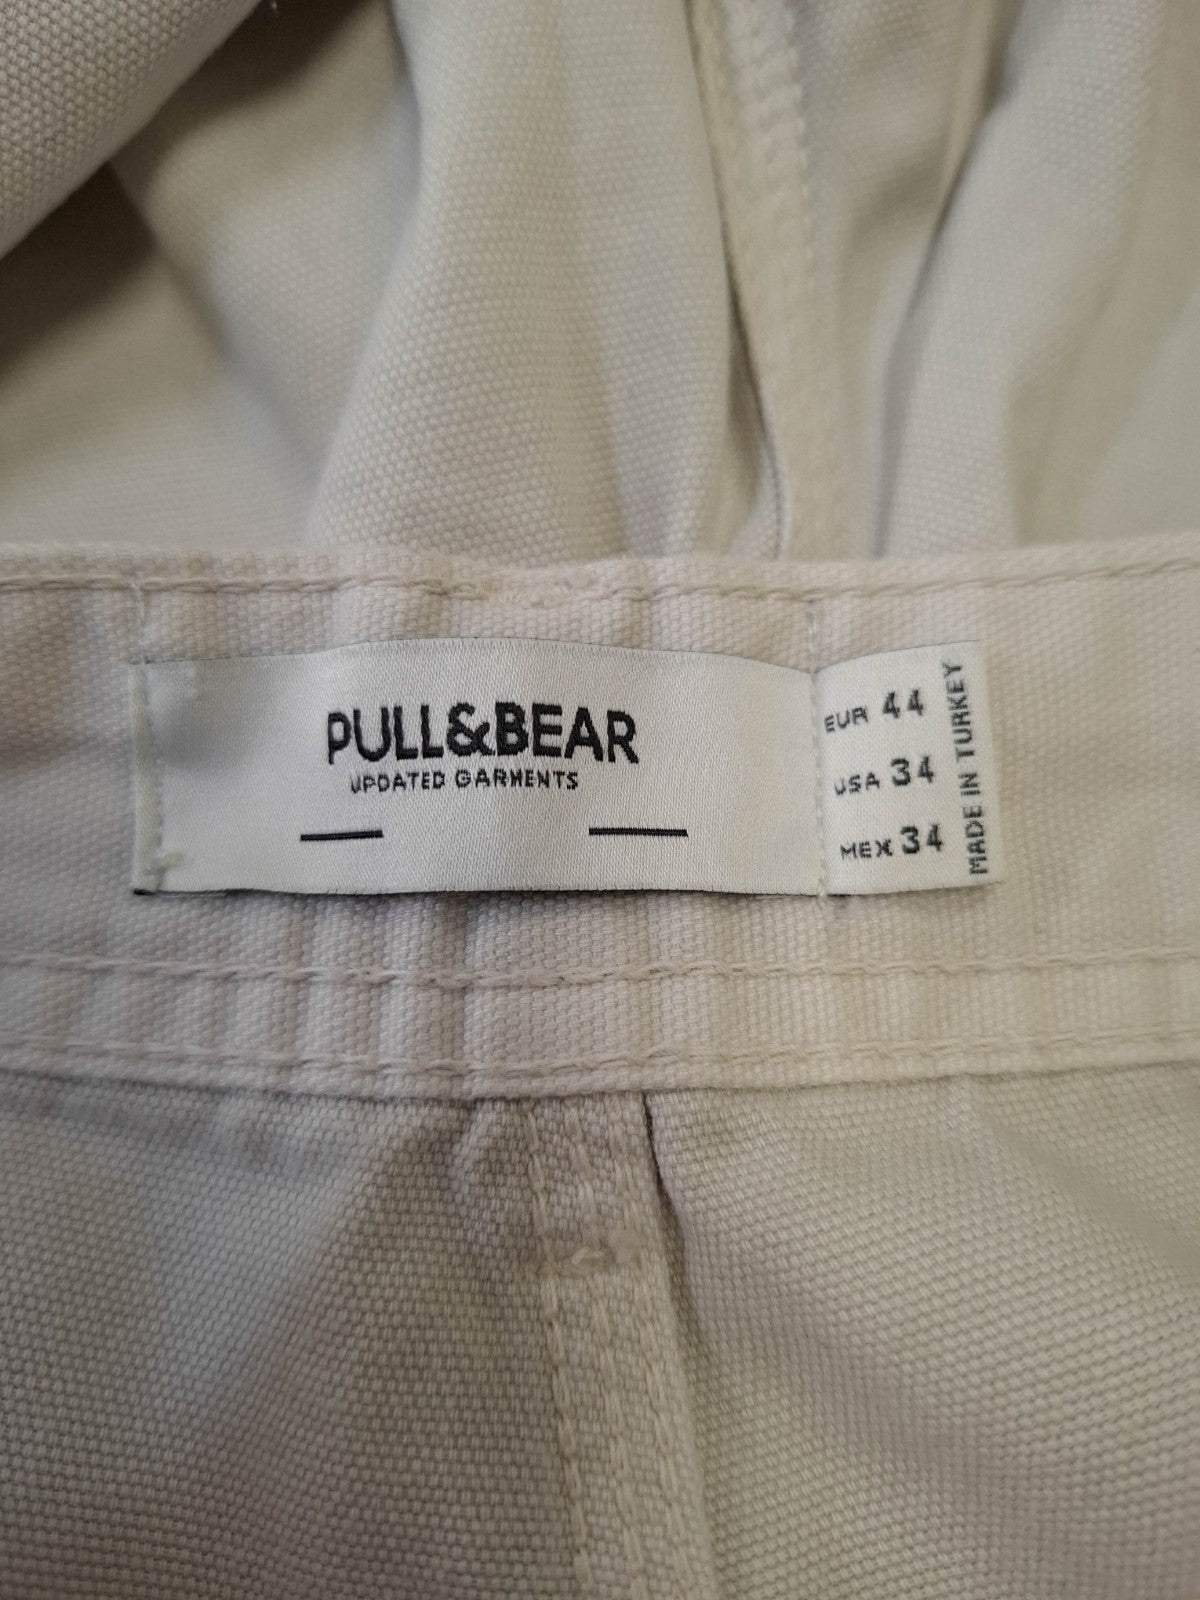 PULL&BEAR
UPDATED GARMENTS
EUR 44
USA 34
MEX 34
MADE IN TURKEY